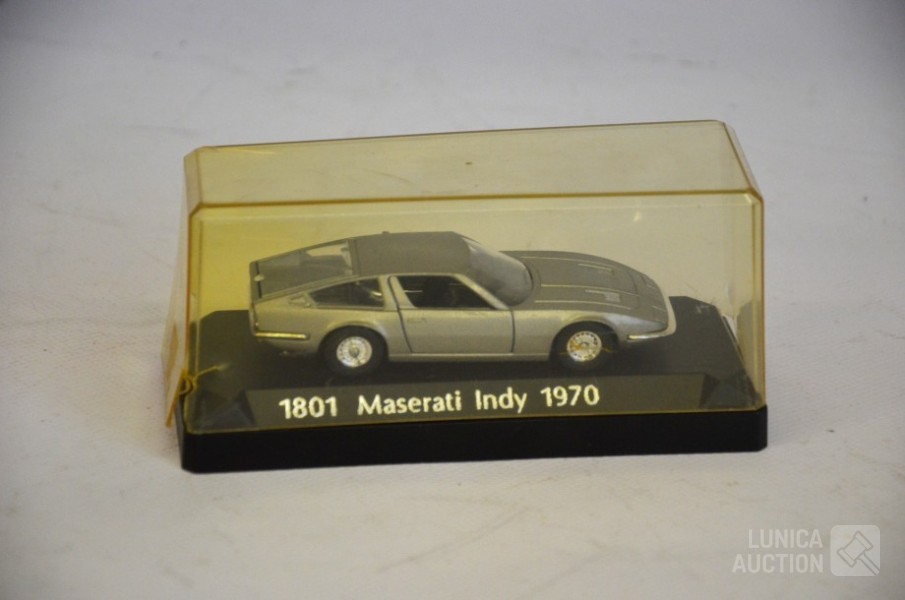 1801 Maserati Indy 1970
LUNICA
AUCTION